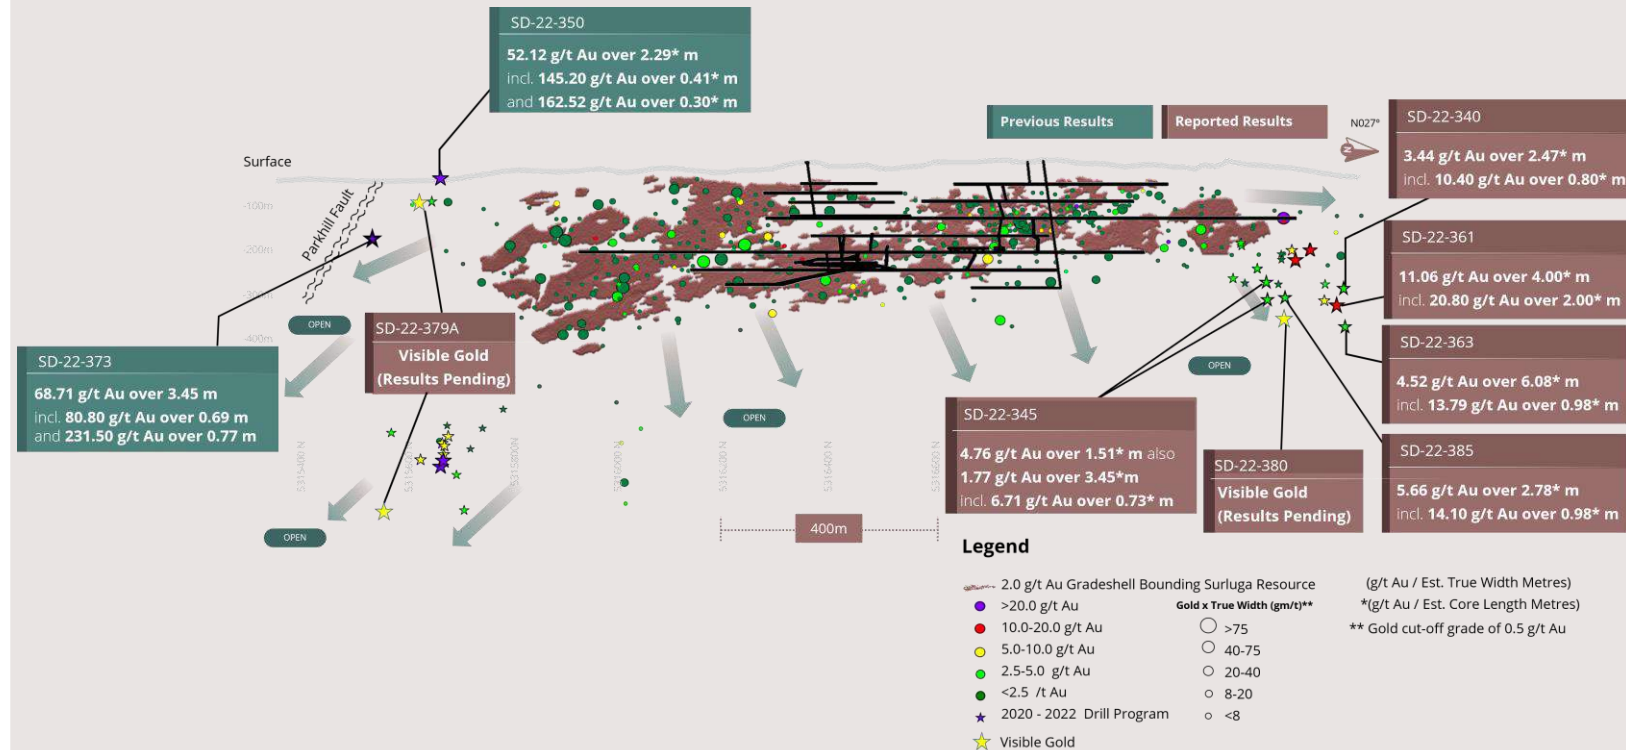 SD-22-350
52.12 g/t Au over 2.29* m
incl. 145.20 g/t Au over 0.41* m
and 162.52 g/t Au over 0.30* m
Previous Results
Reported Results
N027°
N
SD-22-340
3.44 g/t Au over 2.47* m
incl. 10.40 g/t Au over 0.80* m
Surface
-100m
-200m
-300m
-400m
Parkhill Fault
OPEN
SD-22-361
11.06 g/t Au over 4.00* m
incl. 20.80 g/t Au over 2.00* m
SD-22-379A
Visible Gold
(Results Pending)
SD-22-373
68.71 g/t Au over 3.45 m
incl. 80.80 g/t Au over 0.69 m
and 231.50 g/t Au over 0.77 m
SD-22-363
4.52 g/t Au over 6.08* m
incl. 13.79 g/t Au over 0.98* m
OPEN
OPEN
SD-22-345
4.76 g/t Au over 1.51* m also
1.77 g/t Au over 3.45*m
incl. 6.71 g/t Au over 0.73* m
SD-22-380
Visible Gold
(Results Pending)
SD-22-385
5.66 g/t Au over 2.78* m
incl. 14.10 g/t Au over 0.98* m
5315400 N
5315600 N
5315800N
5316000 N
5316200 N
5316400 N
5316600 N
OPEN
400m
Legend
2.0 g/t Au Gradeshell Bounding Surluga Resource
>20.0 g/t Au
10.0-20.0 g/t Au
5.0-10.0 g/t Au
2.5-5.0 g/t Au
<2.5 /t Au
2020 - 2022 Drill Program
Visible Gold
Gold x True Width (gm/t)**
>75
40-75
20-40
8-20
<8
(g/t Au / Est. True Width Metres)
*(g/t Au / Est. Core Length Metres)
** Gold cut-off grade of 0.5 g/t Au